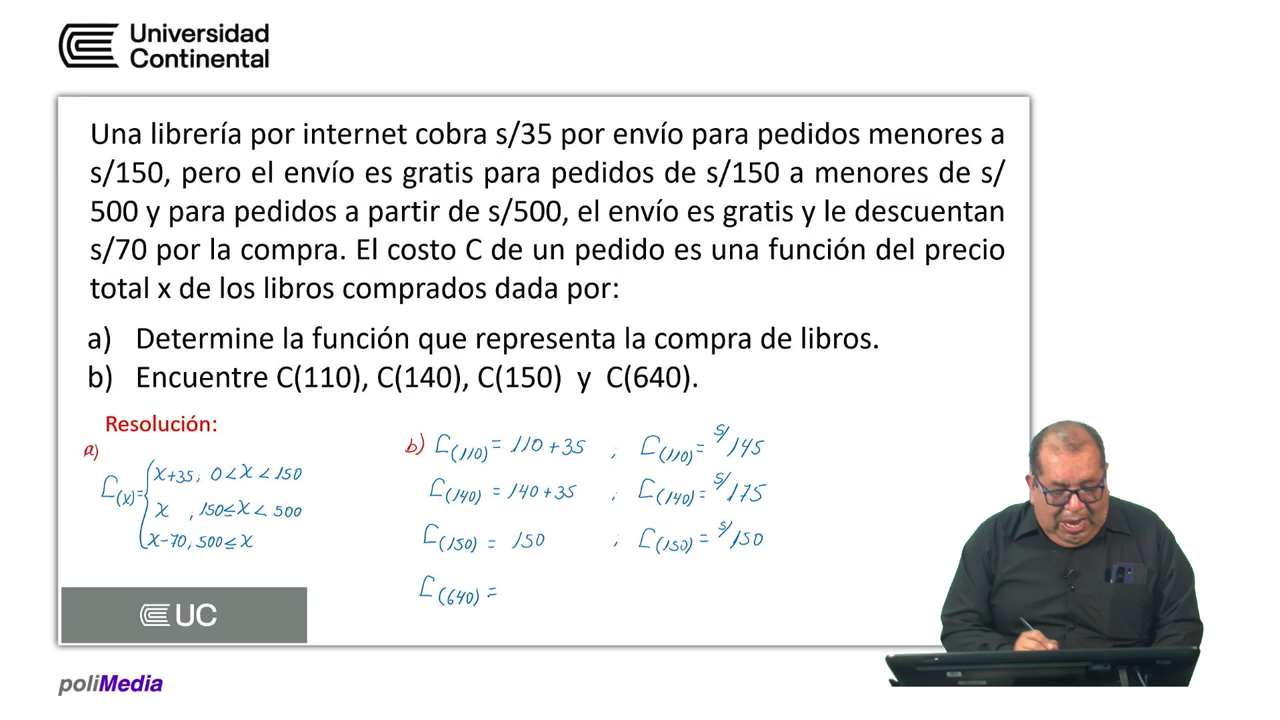 Universidad
Continental
Una librería por internet cobra s/35 por envío para pedidos menores a
s/150, pero el envío es gratis para pedidos de s/150 a menores de s/
500 y para pedidos a partir de s/500, el envío es gratis y le descuentan
s/70 por la compra. El costo C de un pedido es una función del precio
total x de los libros comprados dada por:
a) Determine la función que representa la compra de libros.
b) Encuentre C(110), C(140), C(150) y C(640).
Resolución:
a)
C(x)= { x+35; 0<x<150
x , 150≤x<500
x-70, 500≤x
b) C(110) = 110+35 ; C(110)= s/145
C(140) = 140+35 ; C(140)= s/175
C(150) = 150 ; C(150)= s/150
C(640) =
UC
poliMedia